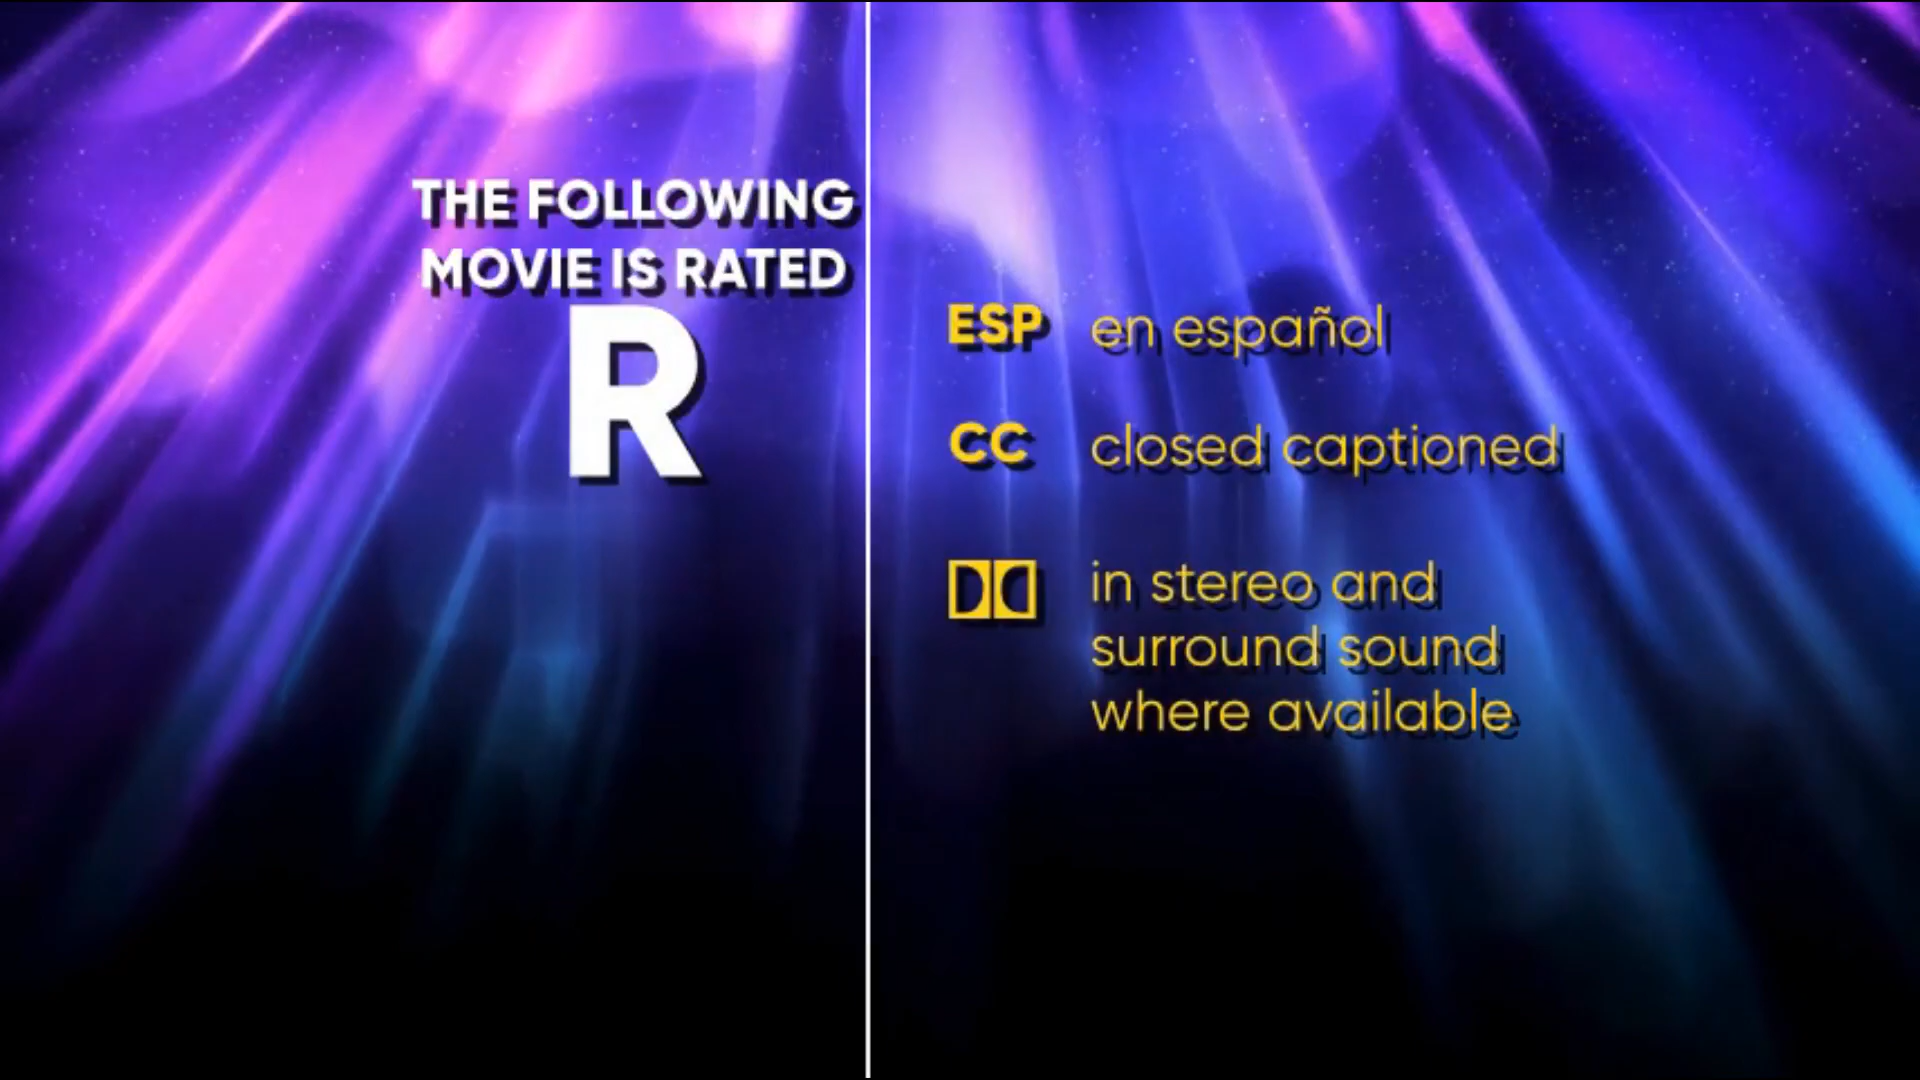 THE FOLLOWING
MOVIE IS RATED
R
ESP en español
CC closed captioned
in stereo and
surround sound
where available